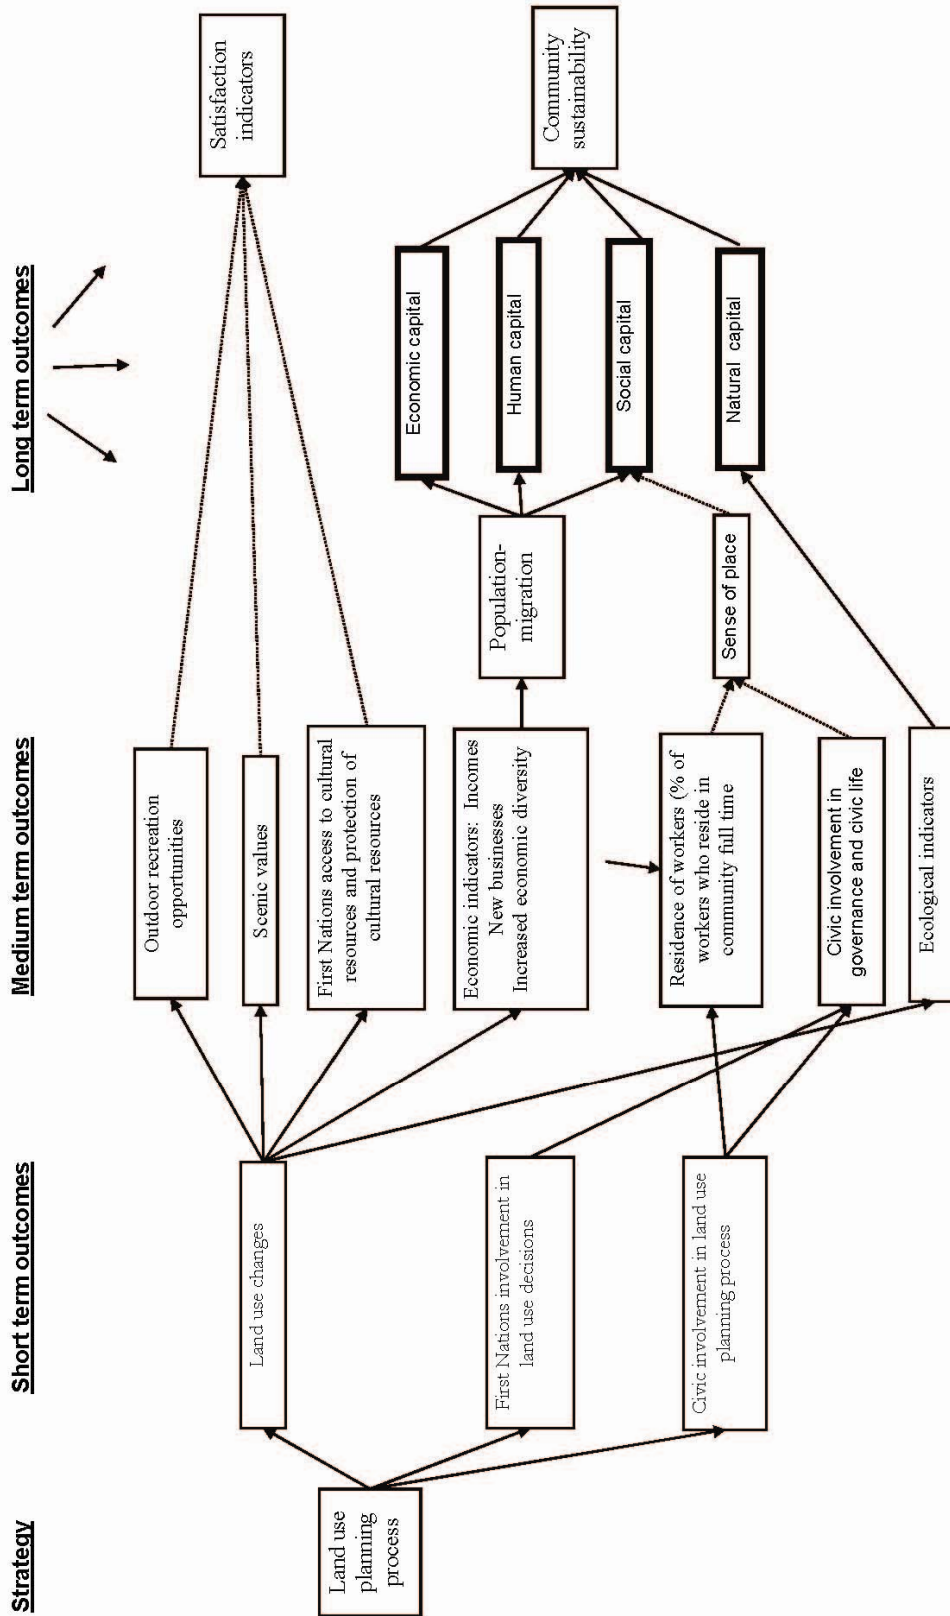 Strategy
Short term outcomes
Medium term outcomes
Long term outcomes
Land use
planning
process
Land use changes
First Nations involvement in
land use decisions
Civic involvement in land use
planning process
Outdoor recreation
opportunities
Scenic values
First Nations access to cultural
resources and protection of
cultural resources
Economic indicators: Incomes
New businesses
Increased economic diversity
Residence of workers (% of
workers who reside in
community full time
Civic involvement in
governance and civic life
Ecological indicators
Population-
migration
Sense of place
Economic capital
Human capital
Social capital
Natural capital
Satisfaction
indicators
Community
sustainability